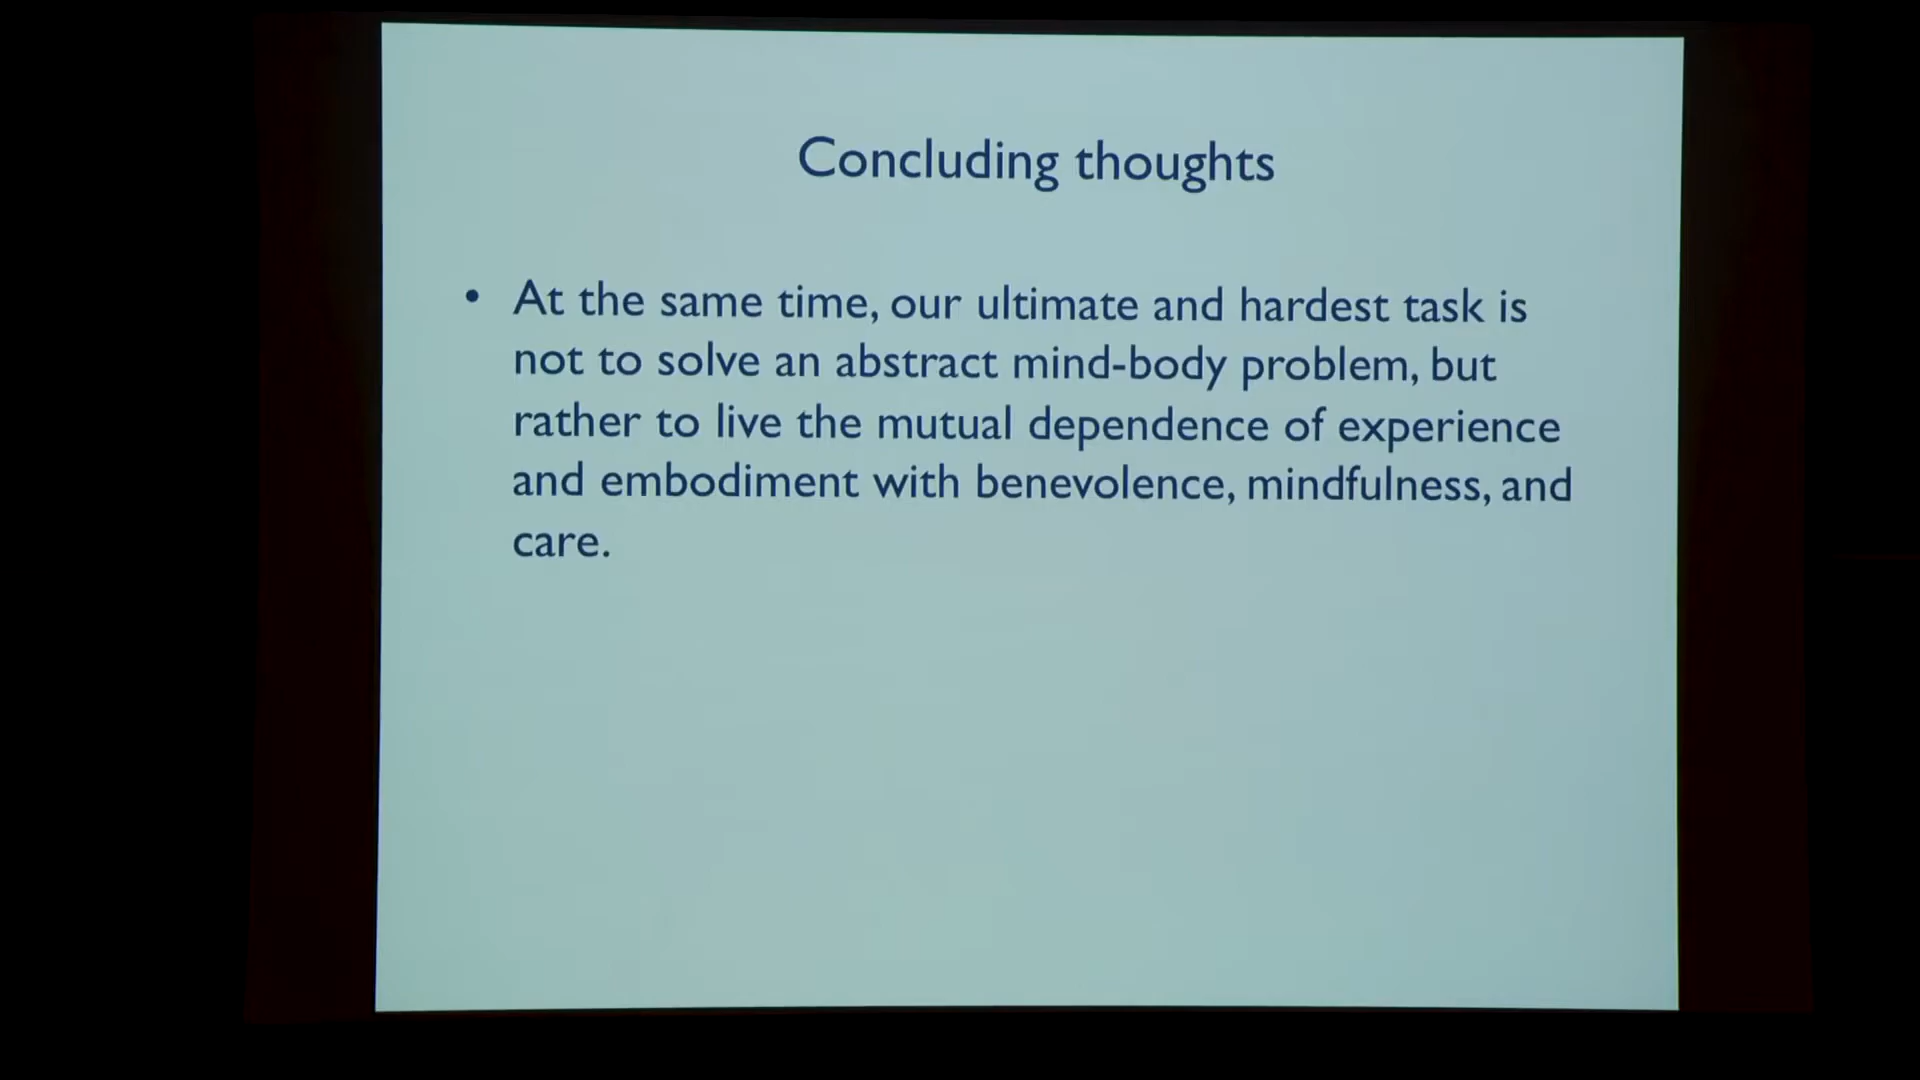 Concluding thoughts
• At the same time, our ultimate and hardest task is
not to solve an abstract mind-body problem, but
rather to live the mutual dependence of experience
and embodiment with benevolence, mindfulness, and
care.